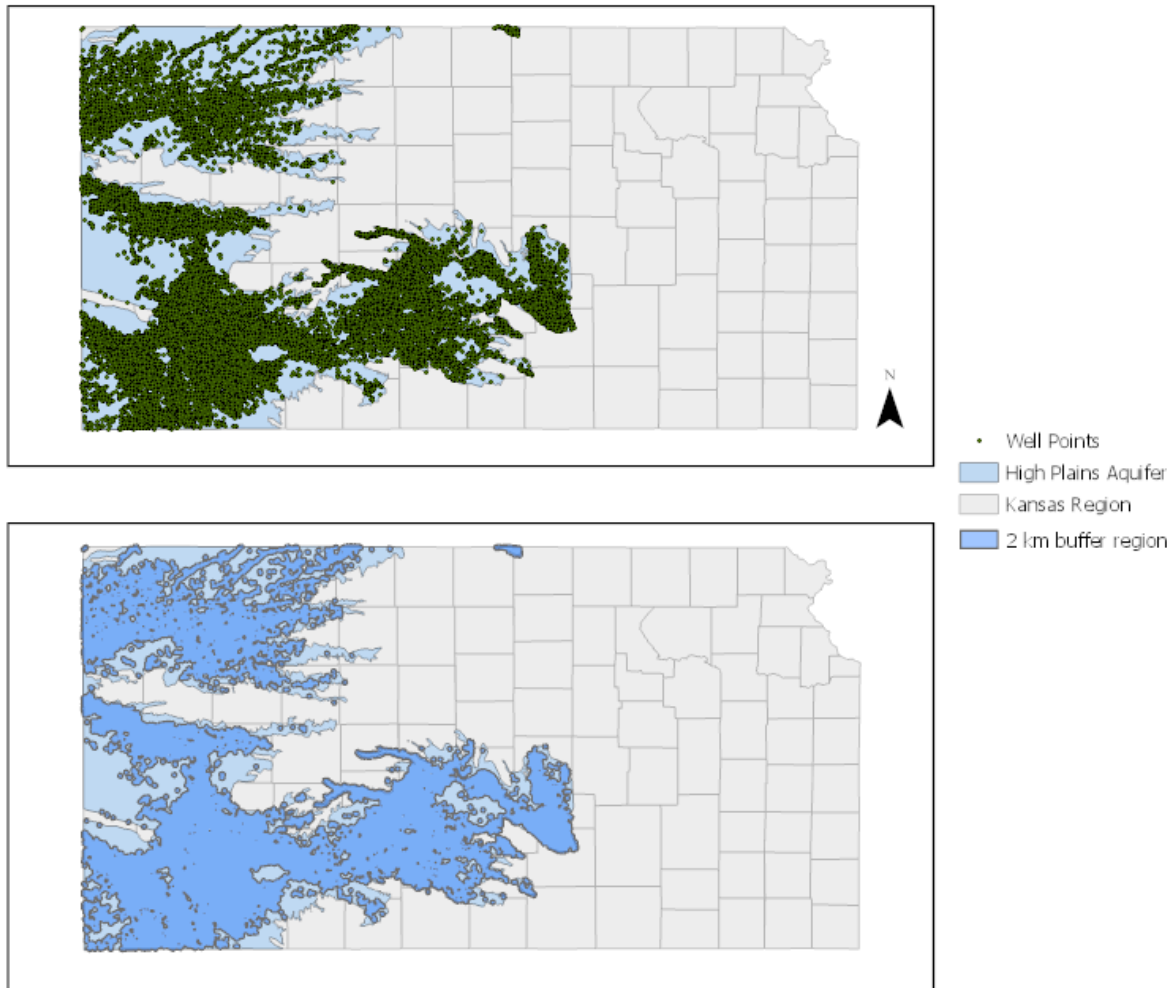 N
Well Points
High Plains Aquifer
Kansas Region
2 km buffer region